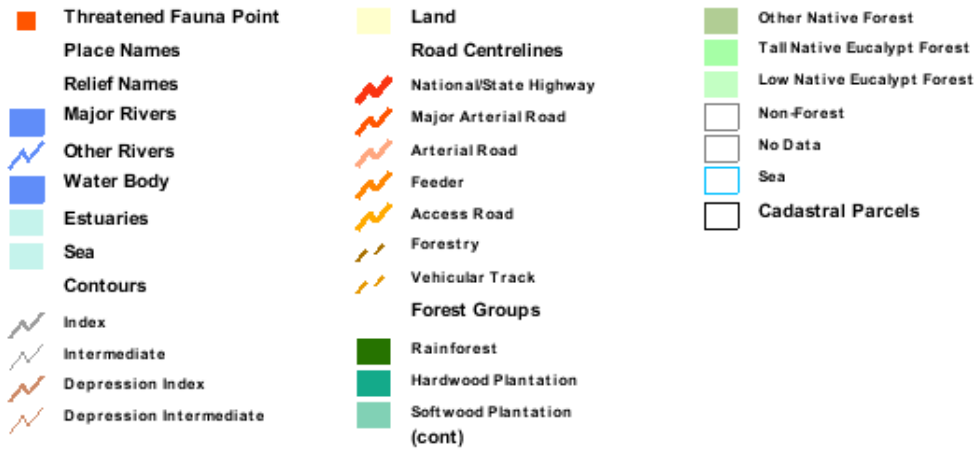 Threatened Fauna Point
Place Names
Relief Names
Major Rivers
Other Rivers
Water Body
Estuaries
Sea
Contours
Index
Intermediate
Depression Index
Depression Intermediate
Land
Road Centrelines
National/State Highway
Major Arterial Road
Arterial Road
Feeder
Access Road
Forestry
Vehicular Track
Forest Groups
Rainforest
Hardwood Plantation
Softwood Plantation
(cont)
Other Native Forest
Tall Native Eucalypt Forest
Low Native Eucalypt Forest
Non-Forest
No Data
Sea
Cadastral Parcels